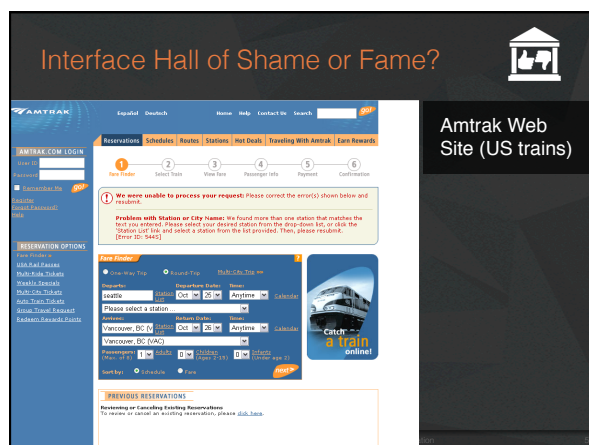 Interface Hall of Shame or Fame?
Amtrak Web
Site (US trains)
AMTRAK
Español Deutsch Home Help Contact Us Search GO!
Reservations Schedules Routes Stations Hot Deals Traveling With Amtrak Earn Rewards
AMTRAK.COM LOGIN
User ID
Password
Remember Me GO!
Register
Forgot Password?
Help
1 2 3 4 5 6
Fare Finder Select Train View Fare Passenger Info Payment Confirmation
We were unable to process your request: Please correct the error(s) shown below and
resubmit.
Problem with Station or City Name: We found more than one station that matches the
text you entered. Please select your desired station from the drop-down list, or click the
'Station List' link and select a station from the list provided. Then, please resubmit.
[Error ID: 5445]
RESERVATION OPTIONS
Fare Finder
USA Rail Passes
Multi-Ride Tickets
Weekly Specials
Multi-City Tickets
Auto Train Tickets
Group Travel Request
Redeem Rewards Points
Fare Finder ?
One-Way Trip Round-Trip Multi-City Trip >>
Departs: Departure Date: Time:
seattle Station List Oct 25 Anytime Calendar
Please select a station ...
Arrives: Return Date: Time:
Vancouver, BC (V Station List Oct 26 Anytime Calendar
Vancouver, BC (VAC)
Passengers: 1 Adults 0 Children 0 Infants
(Max. of 8) (Ages 2-15) (Under age 2)
Sort by: Schedule Fare next>
Catch
a train
online!
PREVIOUS RESERVATIONS
Reviewing or Canceling Existing Reservations
To review or cancel an existing reservation, please click here.
5